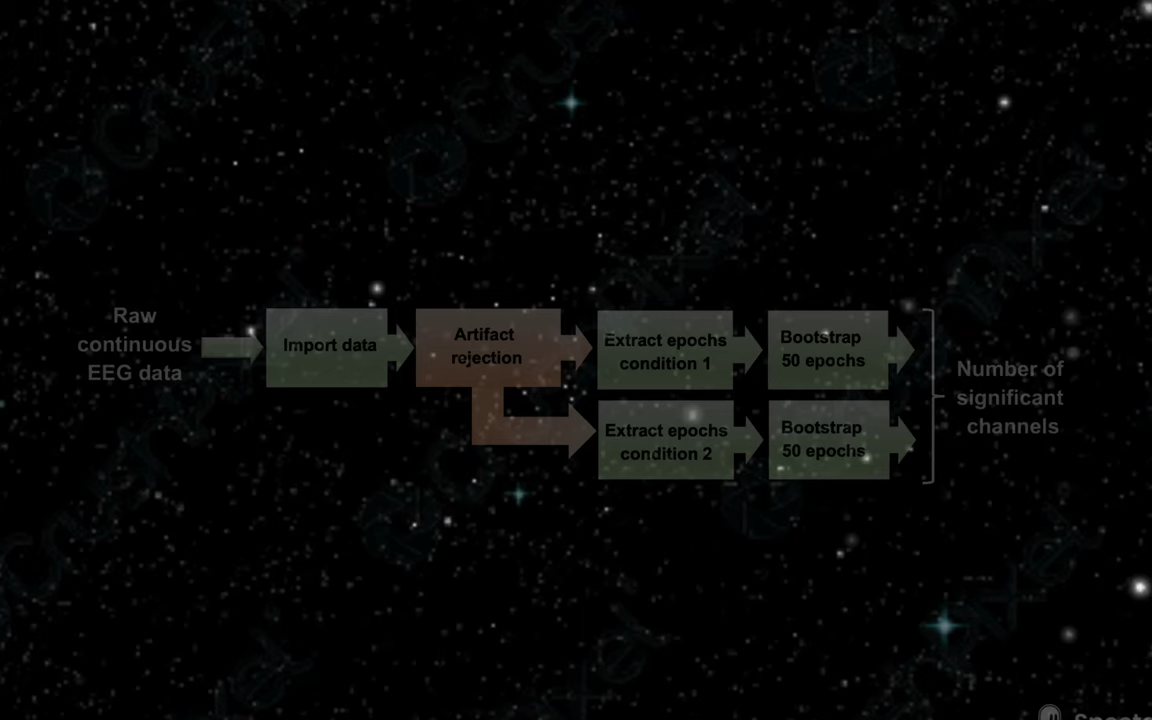 Raw
continuous
EEG data
Import data
Artifact
rejection
Extract epochs
condition 1
Bootstrap
50 epochs
Extract epochs
condition 2
Bootstrap
50 epochs
Number of
significant
channels